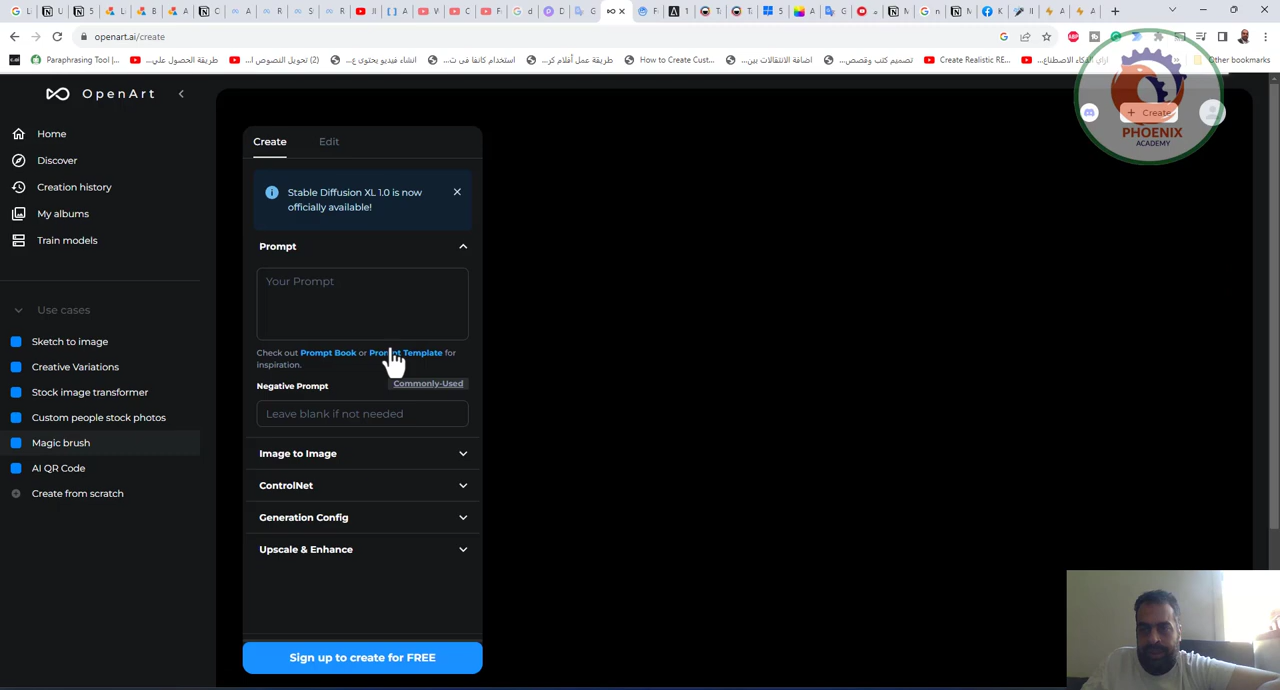 openart.ai/create
Paraphrasing Tool |...
طريقة الحصول علي...
(2) تحويل النصوص ا...
انشاء فيديو يحتوي ع...
استخدام كانفا فى ت...
طريقة عمل أفلام كر...
How to Create Cust...
اضافة الانتقالات بين...
تصميم كتب وقصص...
Create Realistic RE...
Other bookmarks
OpenArt
Create
PHOENIX
ACADEMY
Home
Discover
Creation history
My albums
Train models
Use cases
Sketch to image
Creative Variations
Stock image transformer
Custom people stock photos
Magic brush
AI QR Code
Create from scratch
Create
Edit
Stable Diffusion XL 1.0 is now
officially available!
Prompt
Your Prompt
Check out Prompt Book or Prompt Template for
inspiration.
Negative Prompt
Commonly-Used
Leave blank if not needed
Image to Image
ControlNet
Generation Config
Upscale & Enhance
Sign up to create for FREE